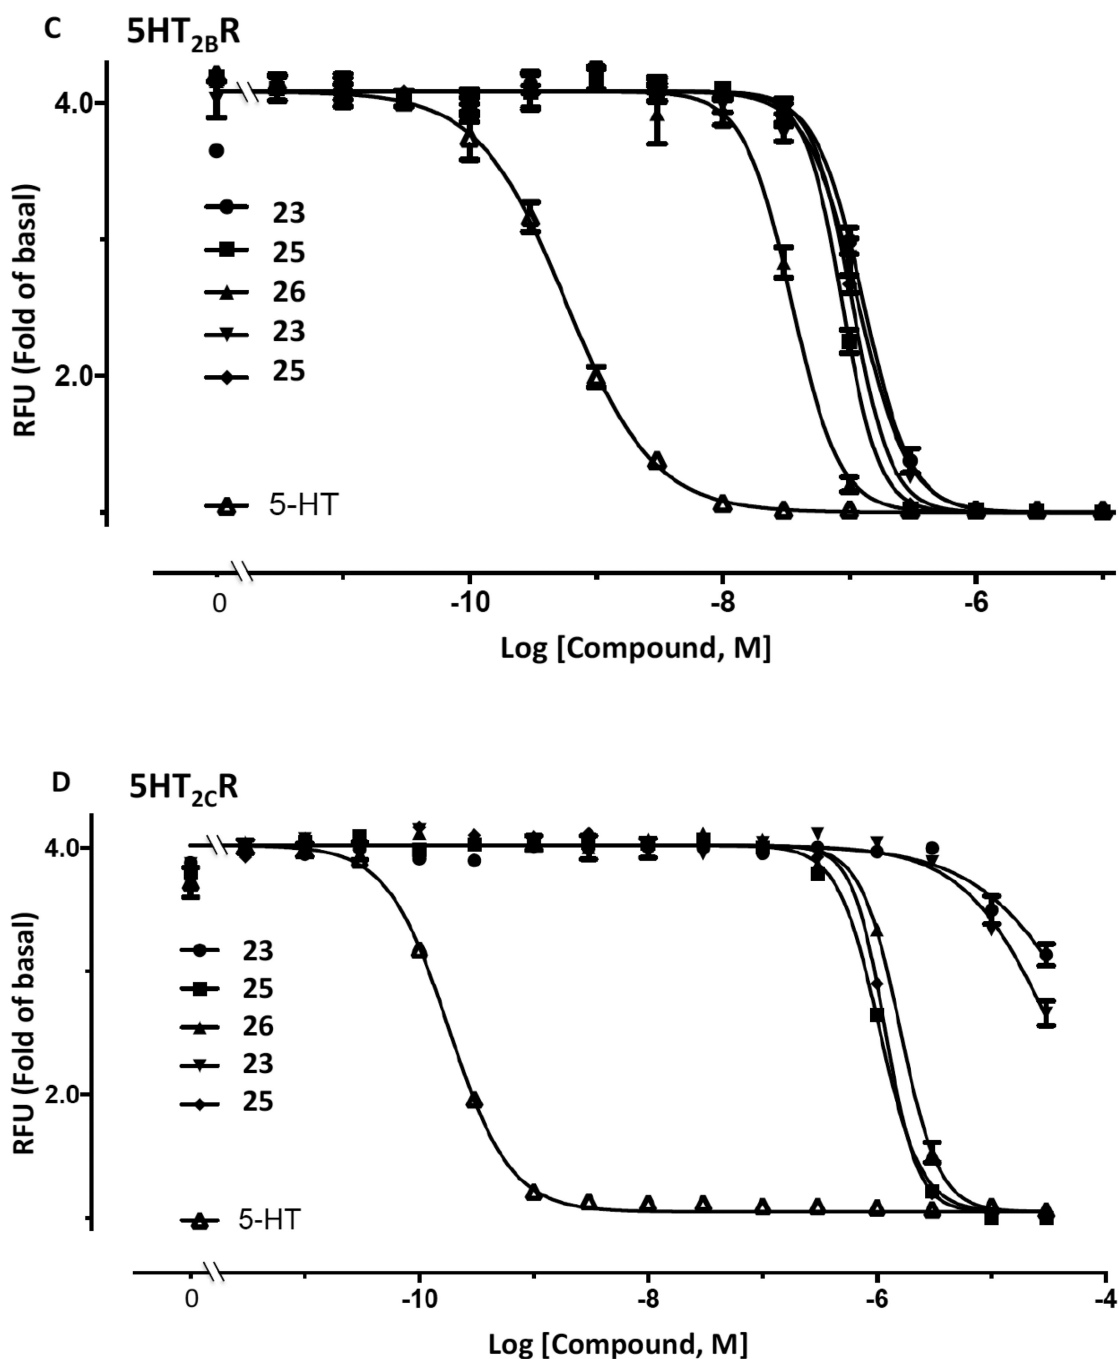 C 5HT2BR
4.0
23
25
26
23
25
2.0
5-HT
RFU (Fold of basal)
0 -10 -8 -6
Log [Compound, M]
D 5HT2CR
4.0
23
25
26
23
25
2.0
5-HT
RFU (Fold of basal)
0 -10 -8 -6 -4
Log [Compound, M]